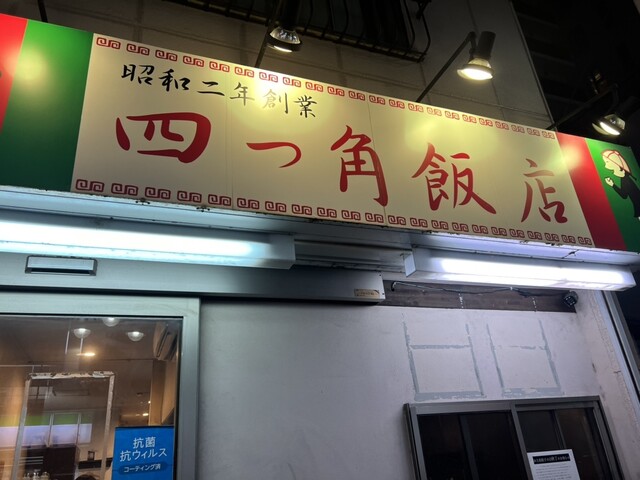 昭和二年創業
四つ角飯店
抗菌
抗ウィルス
コーティング済